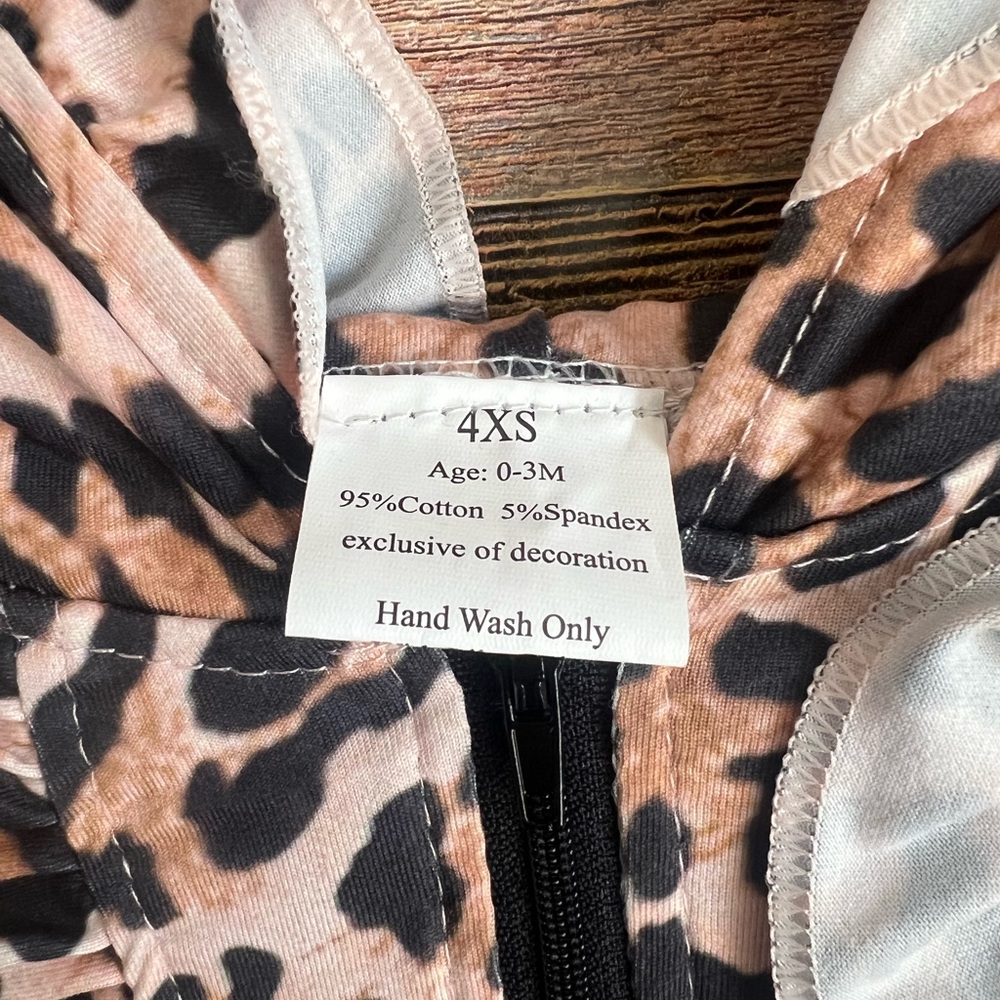 4XS
Age: 0-3M
95%Cotton 5%Spandex
exclusive of decoration
Hand Wash Only